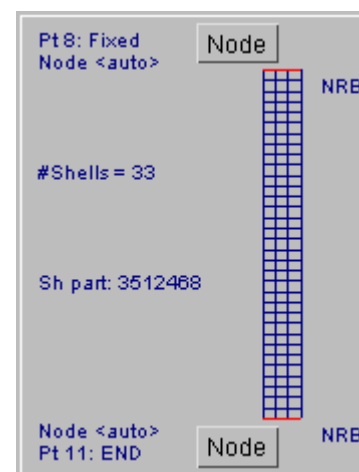 Pt 8: Fixed
Node
Node <auto>
NRB
#Shells = 33
Sh part: 3512468
Node <auto>
NRB
Pt 11: END
Node